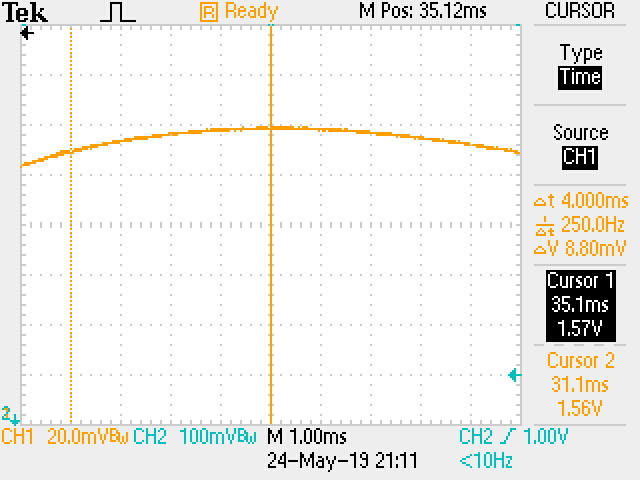 Tek R Ready M Pos: 35.12ms CURSOR
Type
Time
Source
CH1
Δt 4.000ms
1/Δt 250.0Hz
ΔV 8.80mV
Cursor 1
35.1ms
1.57V
Cursor 2
31.1ms
1.56V
2
CH1 20.0mVBw CH2 100mVBw M 1.00ms CH2 / 1.00V
24-May-19 21:11 <10Hz